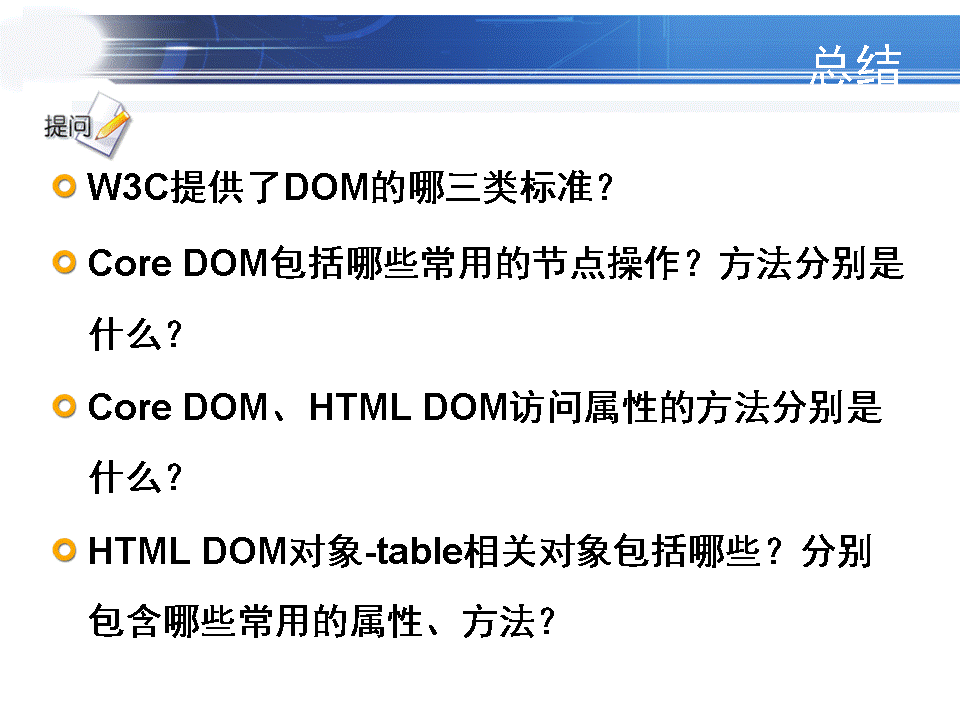 总结
提问
W3C提供了DOM的哪三类标准？
Core DOM包括哪些常用的节点操作？方法分别是
什么？
Core DOM、HTML DOM访问属性的方法分别是
什么？
HTML DOM对象-table相关对象包括哪些？分别
包含哪些常用的属性、方法？